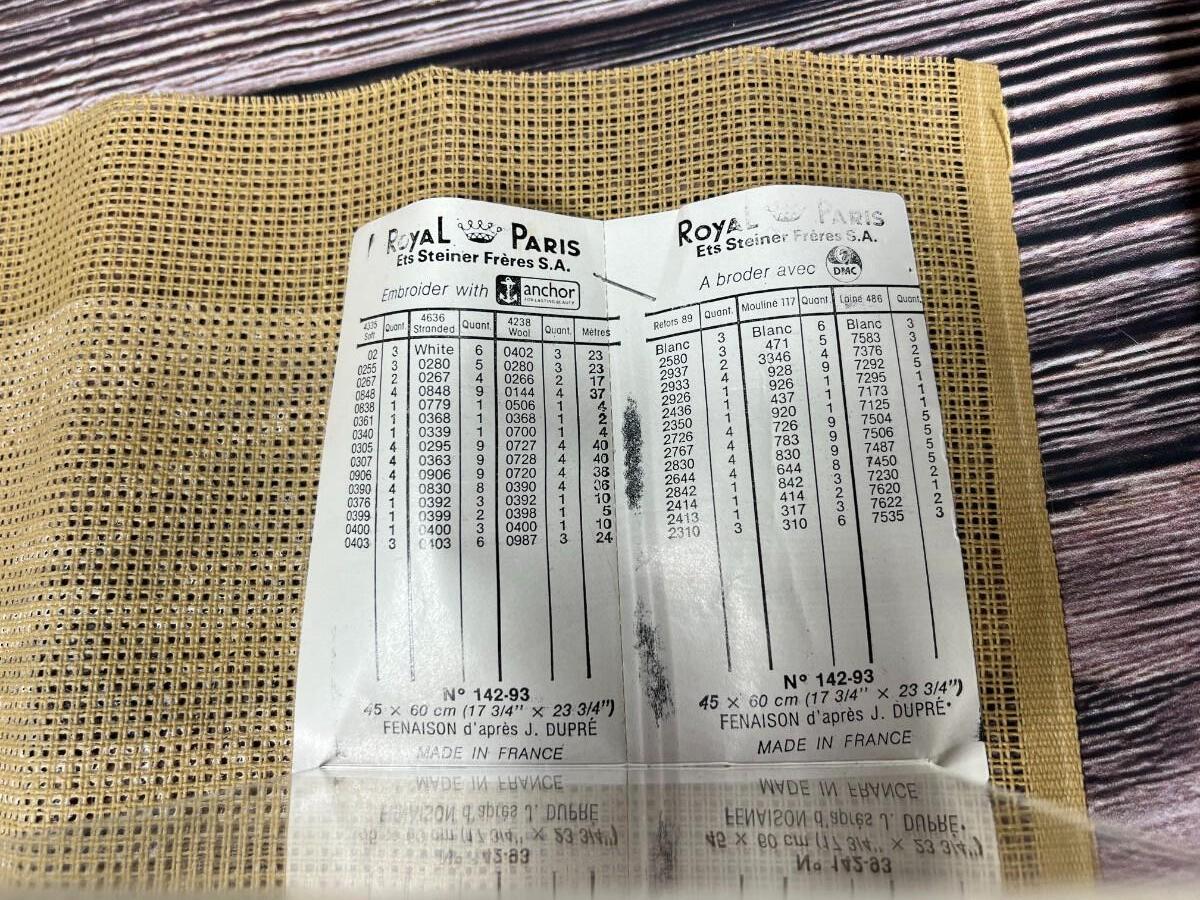 ROYAL PARIS
Ets Steiner Frères S.A.
Embroider with anchor
FOR LASTING BEAUTY
4335 Soft Quant. 4636 Stranded Quant. 4238 Wool Quant. Metres
02 3 White 6 0402 3 23
0255 3 0280 5 0280 3 23
0267 2 0267 4 0266 2 17
0848 4 0848 9 0144 4 37
0838 1 0779 1 0506 1 4
0361 1 0368 1 0368 1 2
0340 1 0339 1 0700 1 4
0305 4 0295 9 0727 4 40
0307 4 0363 9 0728 4 40
0906 4 0906 9 0720 4 38
0390 4 0830 8 0390 4 36
0376 1 0392 3 0392 1 10
0399 1 0399 2 0398 1 5
0400 1 0400 3 0400 1 10
0403 3 0403 6 0987 3 24
Nº 142-93
45 × 60 cm (17 3/4" × 23 3/4")
FENAISON d'après J. DUPRÉ
MADE IN FRANCE
ROYAL PARIS
Ets Steiner Frères S.A.
A broder avec DMC
Retors 89 Quant. Mouline 117 Quant. Laine 486 Quant.
Blanc 3 Blanc 6 Blanc 3
2580 3 471 5 7583 3
2937 2 3346 4 7376 2
2933 4 928 9 7292 5
2926 1 926 1 7295 1
2436 1 437 1 7173 1
2350 1 920 1 7125 1
2726 4 726 9 7504 5
2767 4 783 9 7506 5
2830 4 830 9 7487 5
2644 4 644 8 7450 5
2842 1 842 3 7230 2
2414 1 414 2 7620 1
2413 1 317 3 7622 2
2310 3 310 6 7535 3
Nº 142-93
45 × 60 cm (17 3/4" × 23 3/4")
FENAISON d'après J. DUPRÉ
MADE IN FRANCE